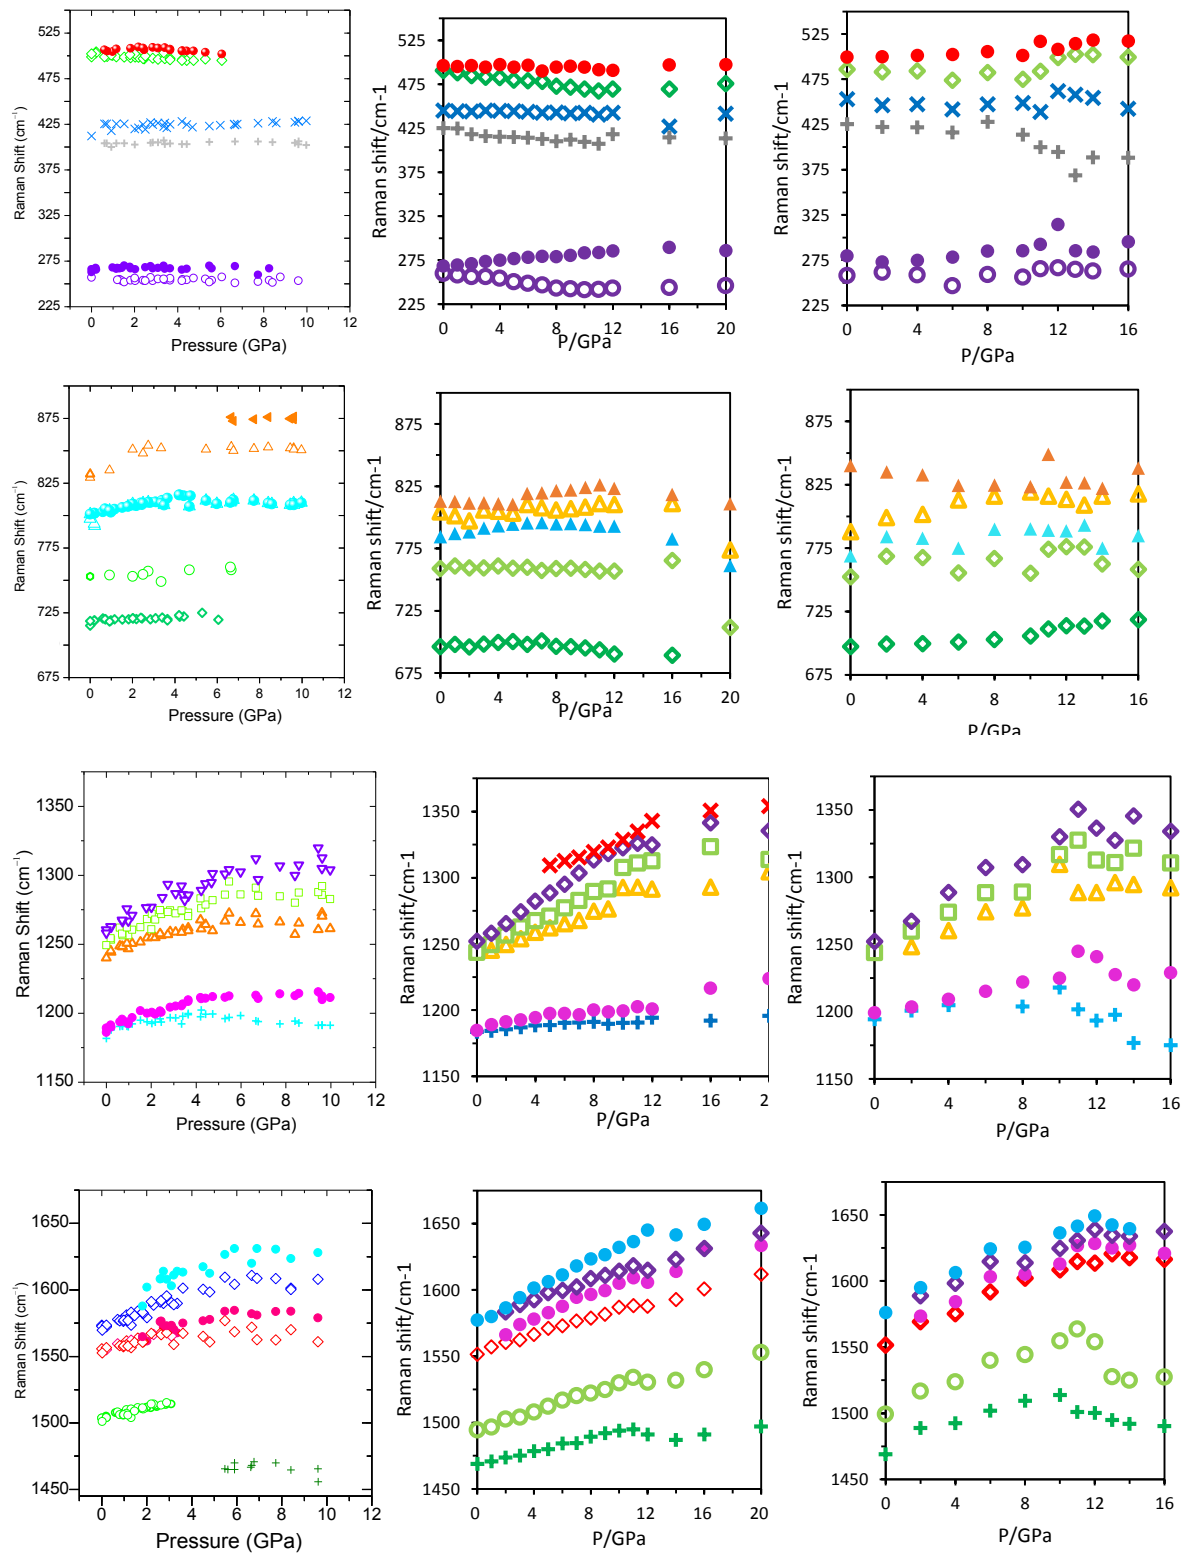 525
475
425
375
325
275
225
Raman Shift (cm⁻¹)
0 2 4 6 8 10 12
Pressure (GPa)
525
475
425
375
325
275
225
Raman shift/cm-1
0 4 8 12 16 20
P/GPa
525
475
425
375
325
275
225
Raman shift/cm-1
0 4 8 12 16
P/GPa
875
825
775
725
675
Raman Shift (cm⁻¹)
0 2 4 6 8 10 12
Pressure (GPa)
875
825
775
725
675
Raman shift/cm-1
0 4 8 12 16 20
P/GPa
875
825
775
725
675
Raman shift/cm-1
0 4 8 12 16
P/GPa
1350
1300
1250
1200
1150
Raman Shift (cm⁻¹)
0 2 4 6 8 10 12
Pressure (GPa)
1350
1300
1250
1200
1150
Raman shift/cm-1
0 4 8 12 16 2
P/GPa
1350
1300
1250
1200
1150
Raman shift/cm-1
0 4 8 12 16
P/GPa
1650
1600
1550
1500
1450
Raman Shift (cm⁻¹)
0 2 4 6 8 10 12
Pressure (GPa)
1650
1600
1550
1500
1450
Raman shift/cm-1
0 4 8 12 16 20
P/GPa
1650
1600
1550
1500
1450
Raman shift/cm-1
0 4 8 12 16
P/GPa